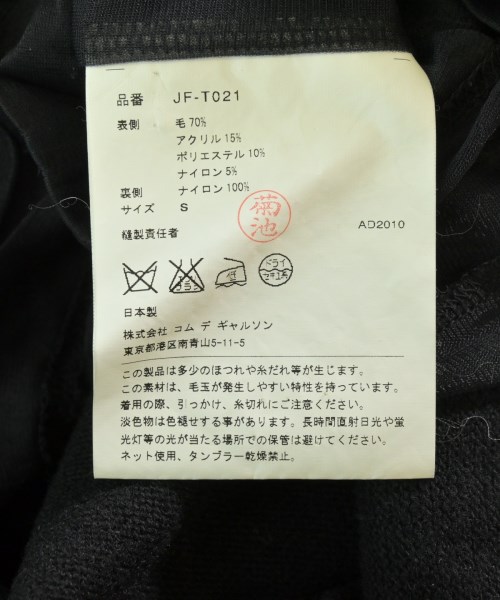 品番 JF-T021
表側 毛 70%
アクリル 15%
ポリエステル 10%
ナイロン 5%
裏側 ナイロン 100%
サイズ S
菊池
AD2010
縫製責任者
エンソ サラシ 低 ドライ
日本製
株式会社 コム デ ギャルソン
東京都港区南青山5-11-5
この製品は多少のほつれや糸だれ等が生じます。
この素材は、毛玉が発生しやすい特性を持っています。
着用の際、引っかけ、糸切れにご注意ください。
淡色物は色褪せする事があります。長時間直射日光や蛍
光灯等の光が当たる場所での保管は避けてください。
ネット使用、タンブラー乾燥禁止。